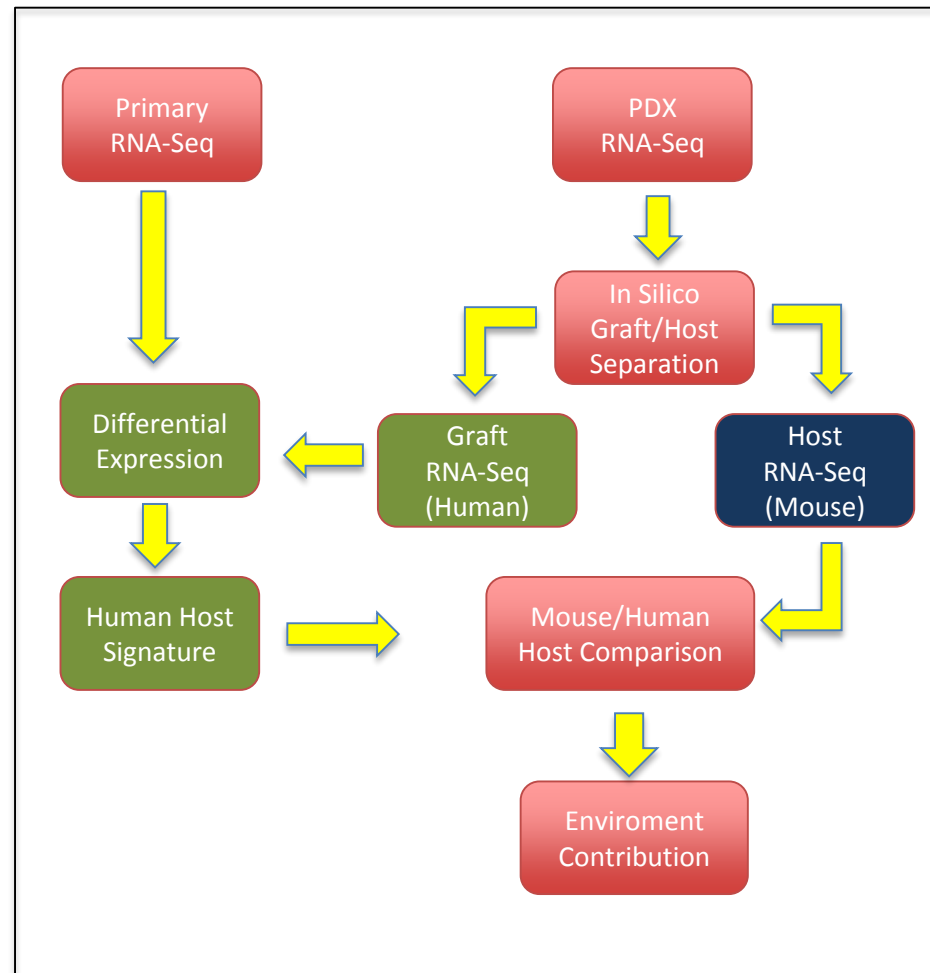 Primary
RNA-Seq
PDX
RNA-Seq
In Silico
Graft/Host
Separation
Differential
Expression
Graft
RNA-Seq
(Human)
Host
RNA-Seq
(Mouse)
Human Host
Signature
Mouse/Human
Host Comparison
Enviroment
Contribution